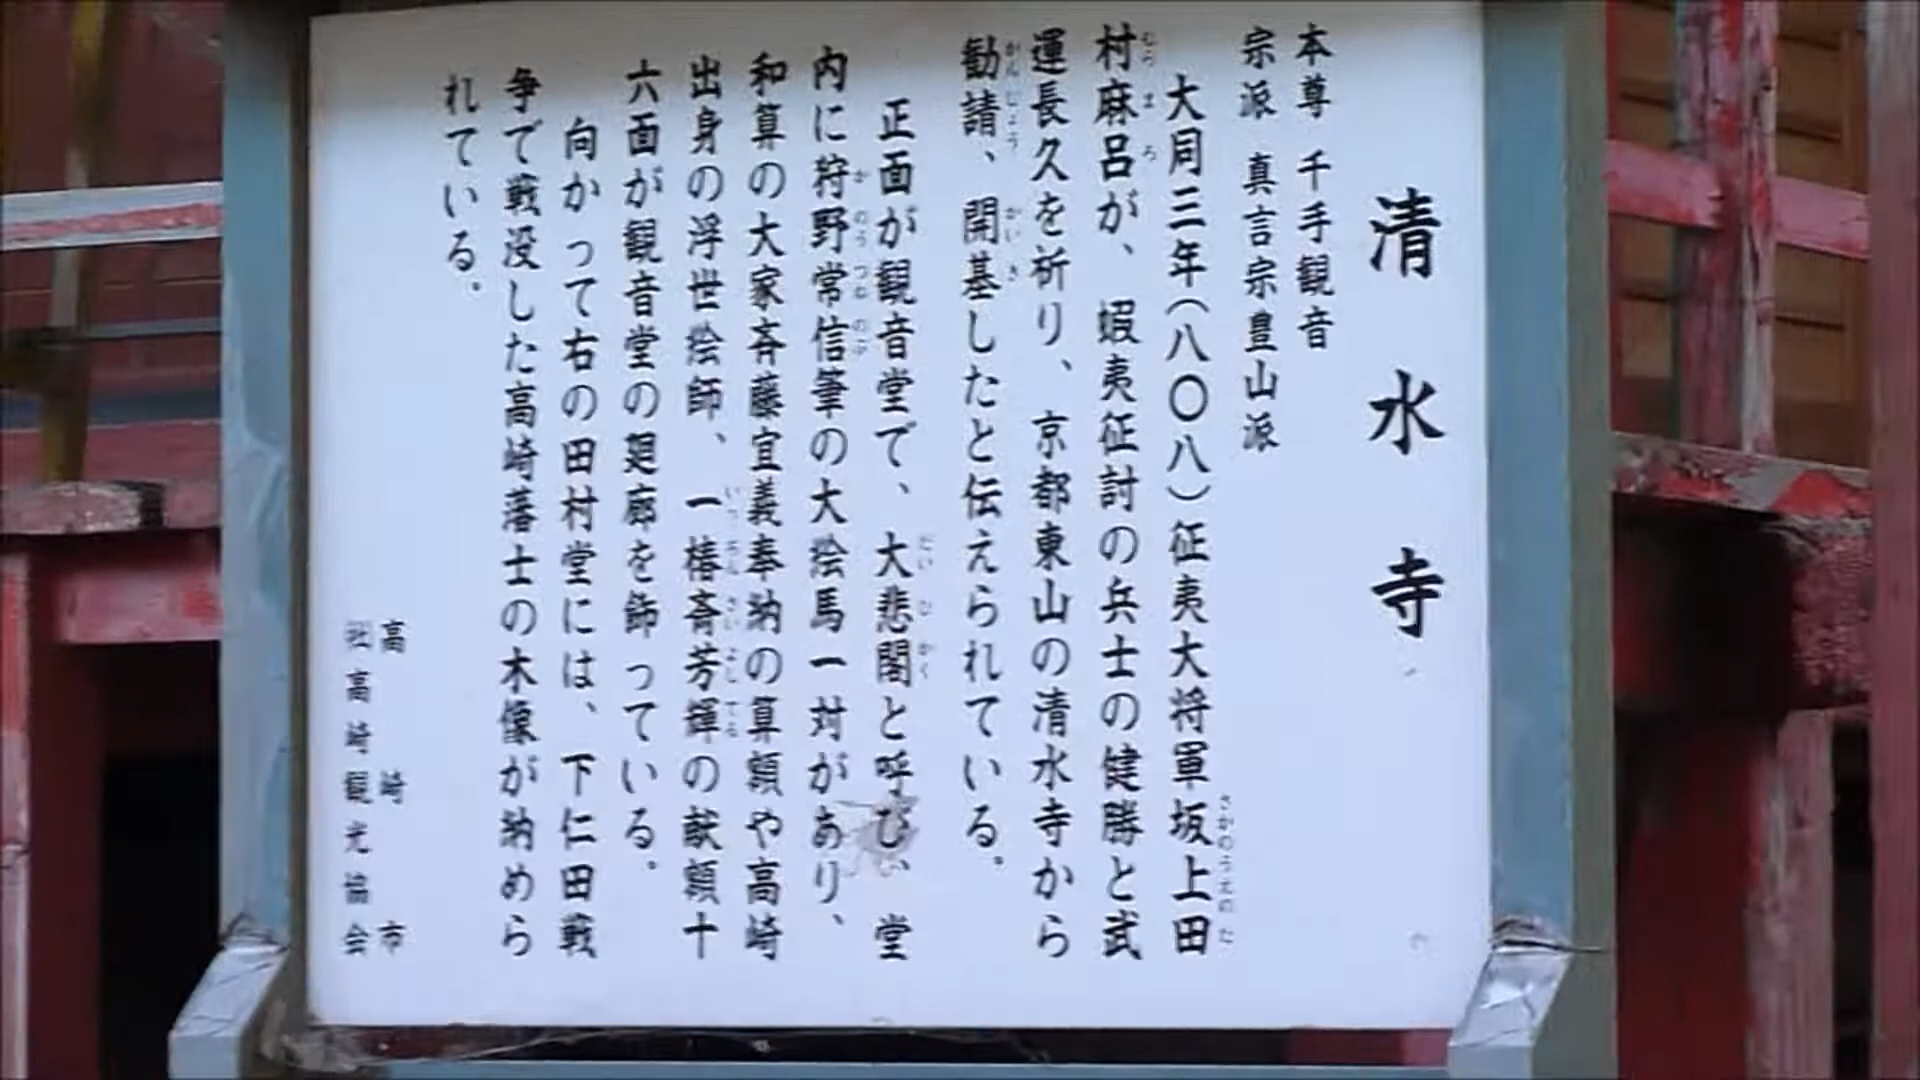 清水寺
本尊 千手観音
宗派 真言宗豊山派
大同三年(八〇八)征夷大将軍坂上田
村麻呂が、蝦夷征討の兵士の健勝と武
運長久を祈り、京都東山の清水寺から
勧請、開基したと伝えられている。
正面が観音堂で、大悲閣と呼び、堂
内に狩野常信筆の大絵馬一対があり、
和算の大家斉藤宜義奉納の算額や高崎
出身の浮世絵師、一椿斎芳輝の献額十
六面が観音堂の廻廊を飾っている。
向かって右の田村堂には、下仁田戦
争で戦没した高崎藩士の木像が納めら
れている。
高崎市
㈳高崎観光協会